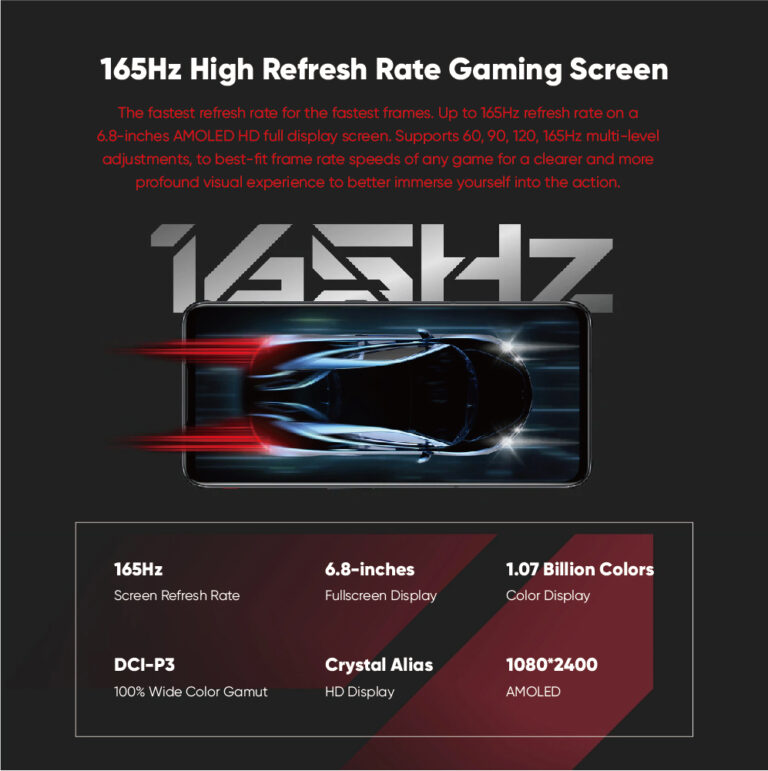 165Hz High Refresh Rate Gaming Screen
The fastest refresh rate for the fastest frames. Up to 165Hz refresh rate on a
6.8-inches AMOLED HD full display screen. Supports 60, 90, 120, 165Hz multi-level
adjustments, to best-fit frame rate speeds of any game for a clearer and more
profound visual experience to better immerse yourself into the action.
165Hz
165Hz
6.8-inches
1.07 Billion Colors
Screen Refresh Rate
Fullscreen Display
Color Display
DCI-P3
Crystal Alias
1080*2400
100% Wide Color Gamut
HD Display
AMOLED